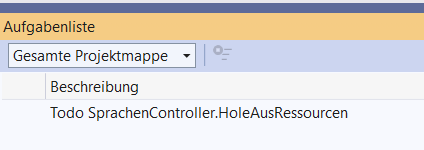 Aufgabenliste
Gesamte Projektmappe
Beschreibung
Todo SprachenController.HoleAusRessourcen